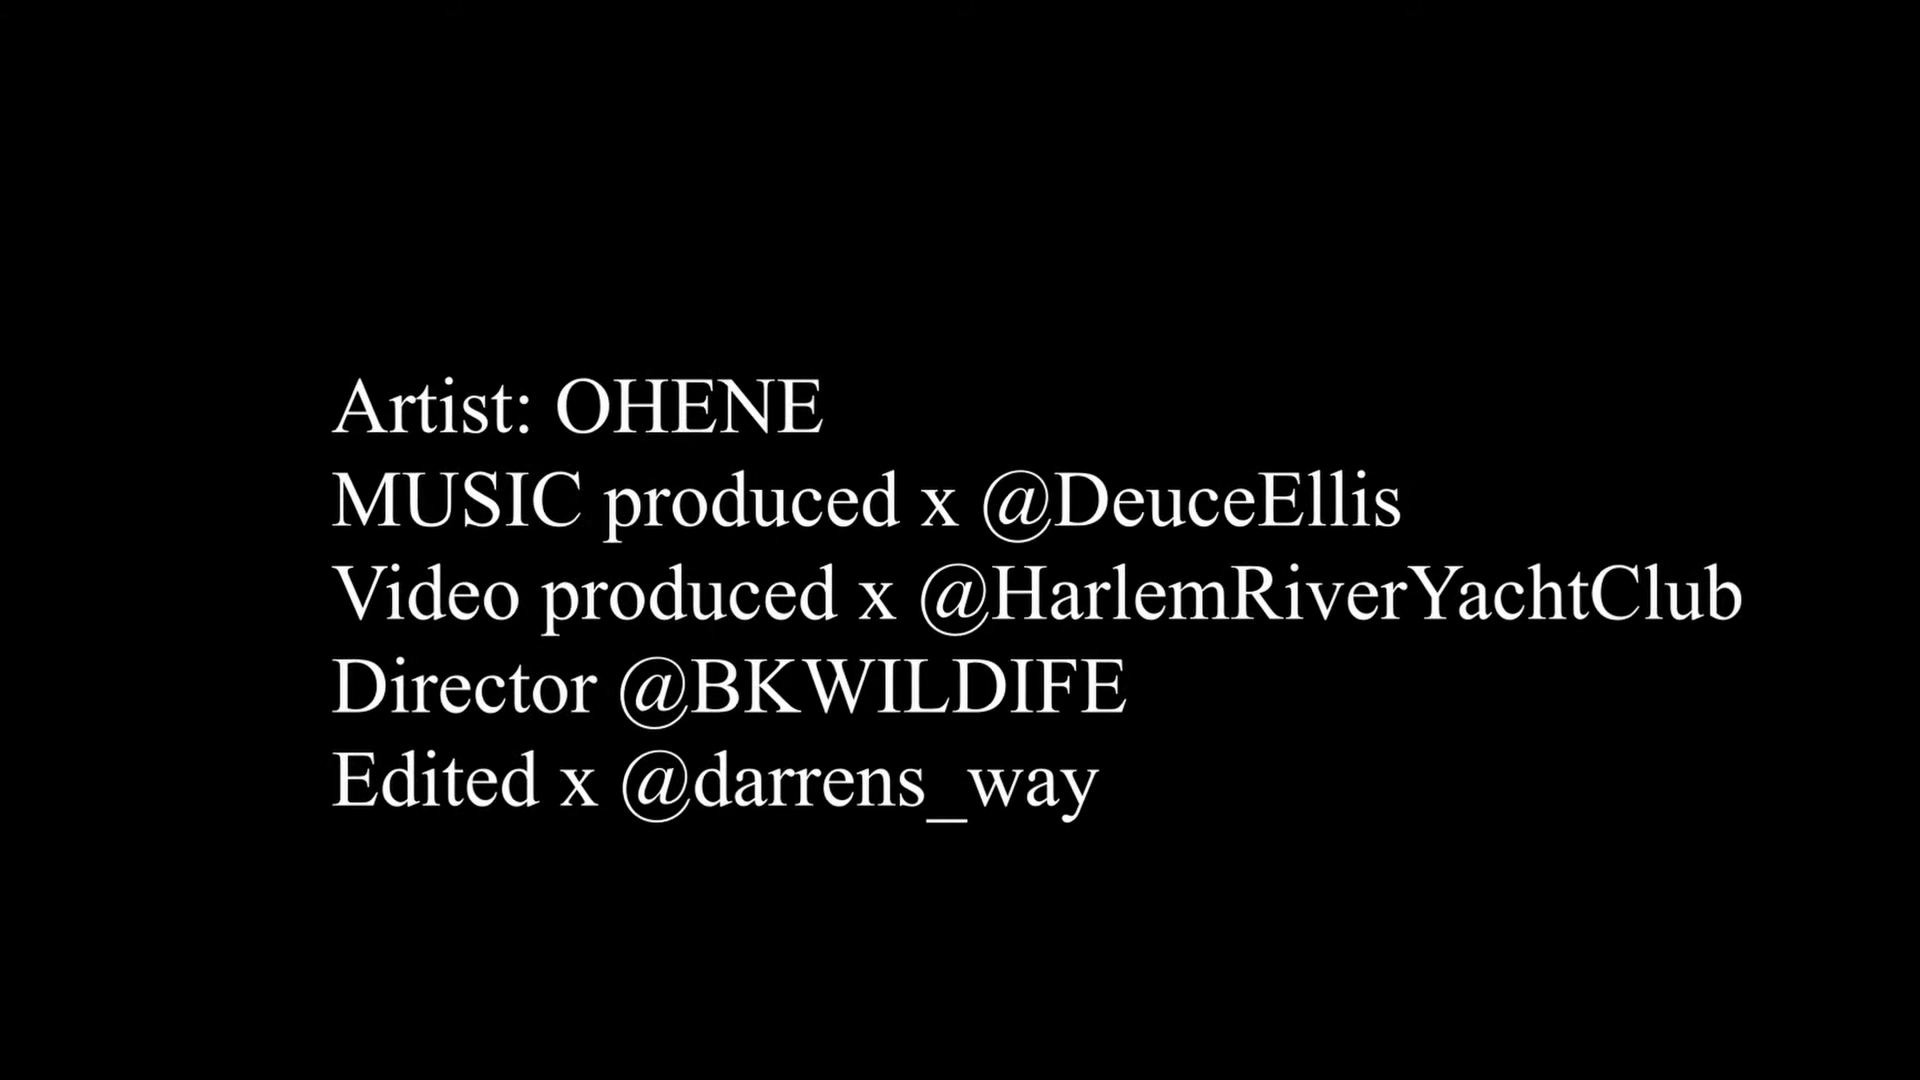 Artist: OHENE
MUSIC produced x @DeuceEllis
Video produced x @HarlemRiverYachtClub
Director @BKWILDIFE
Edited x @darrens_way